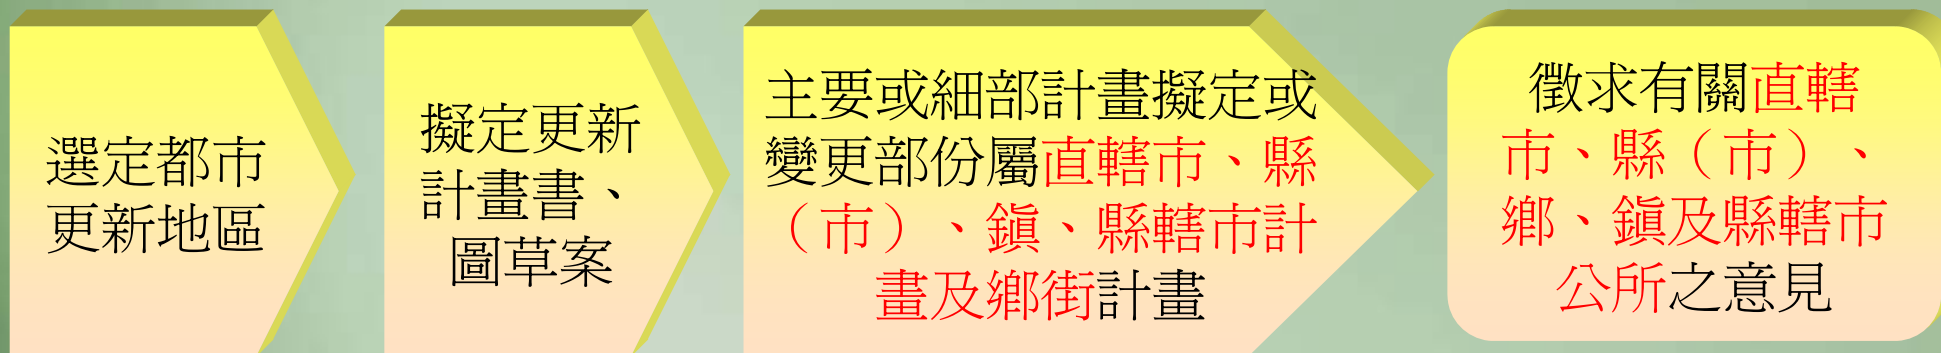 選定都市
更新地區
擬定更新
計畫書、
圖草案
主要或細部計畫擬定或
變更部份屬直轄市、縣
（市）、鎮、縣轄市計
畫及鄉街計畫
徵求有關直轄
市、縣（市）、
鄉、鎮及縣轄市
公所之意見